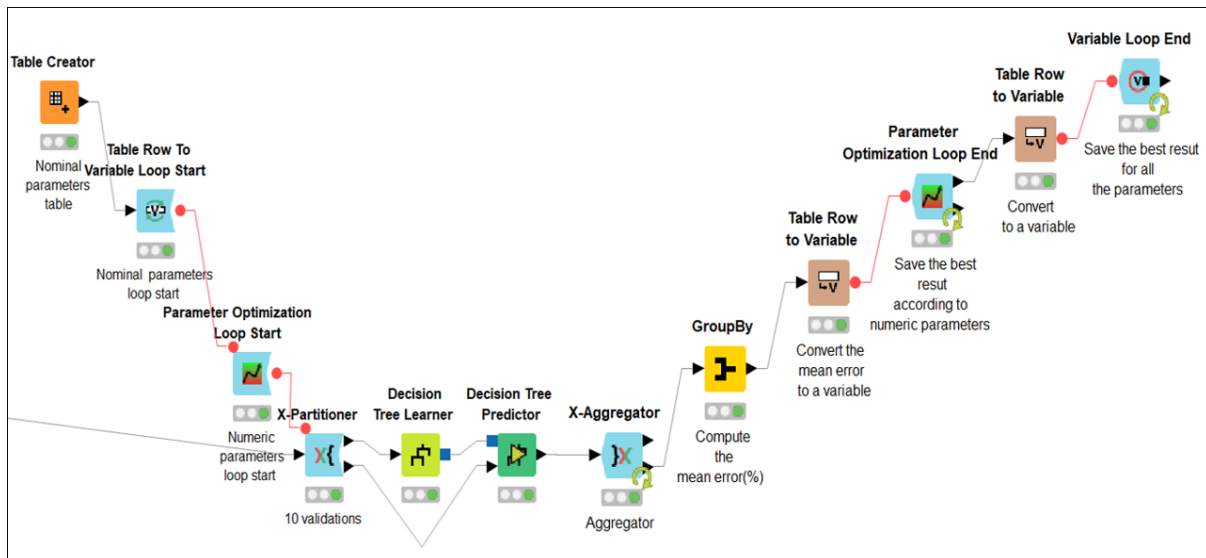 Table Creator
Nominal
parameters
table
Table Row To
Variable Loop Start
Nominal parameters
loop start
Parameter Optimization
Loop Start
Numeric
parameters
loop start
X-Partitioner
10 validations
Decision
Tree Learner
Decision Tree
Predictor
X-Aggregator
Aggregator
GroupBy
Compute
the
mean error(%)
Table Row
to Variable
Convert the
mean error
to a variable
Parameter
Optimization Loop End
Save the best
resut
according to
numeric parameters
Table Row
to Variable
Convert
to a variable
Variable Loop End
Save the best resut
for all
the parameters